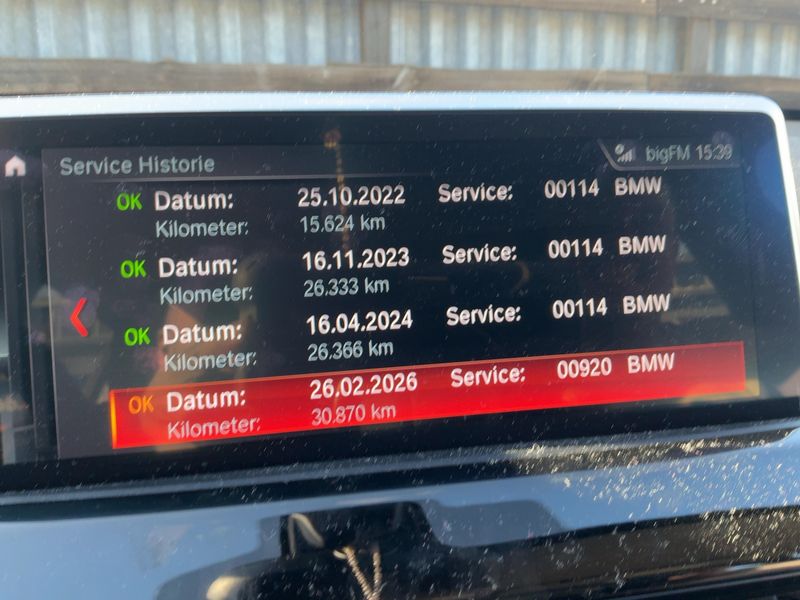 Service Historie
bigFM 15:39
OK Datum: 25.10.2022 Service: 00114 BMW
Kilometer: 15.624 km
OK Datum: 16.11.2023 Service: 00114 BMW
Kilometer: 26.333 km
OK Datum: 16.04.2024 Service: 00114 BMW
Kilometer: 26.366 km
OK Datum: 26.02.2026 Service: 00920 BMW
Kilometer: 30.870 km